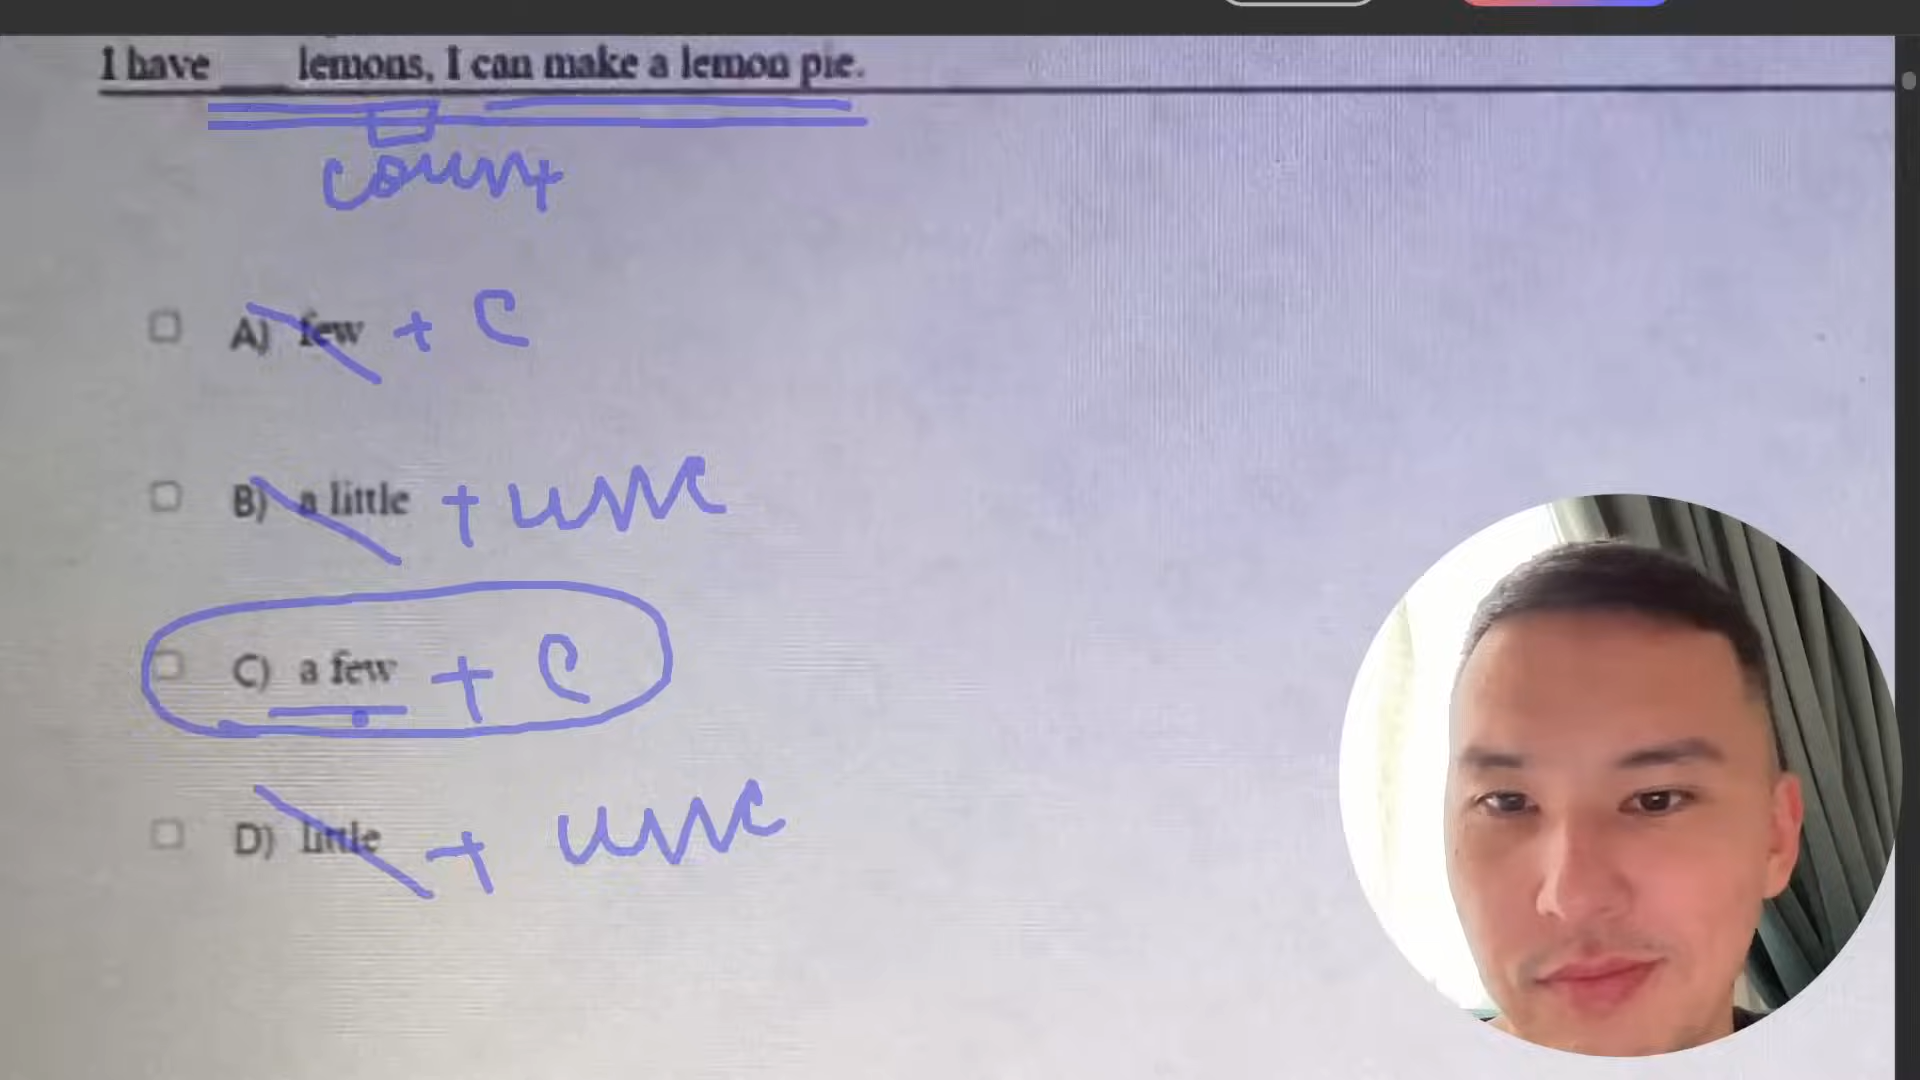 I have ___ lemons, I can make a lemon pie.
count
A) few + C
B) a little + unc
C) a few + C
D) little + unc